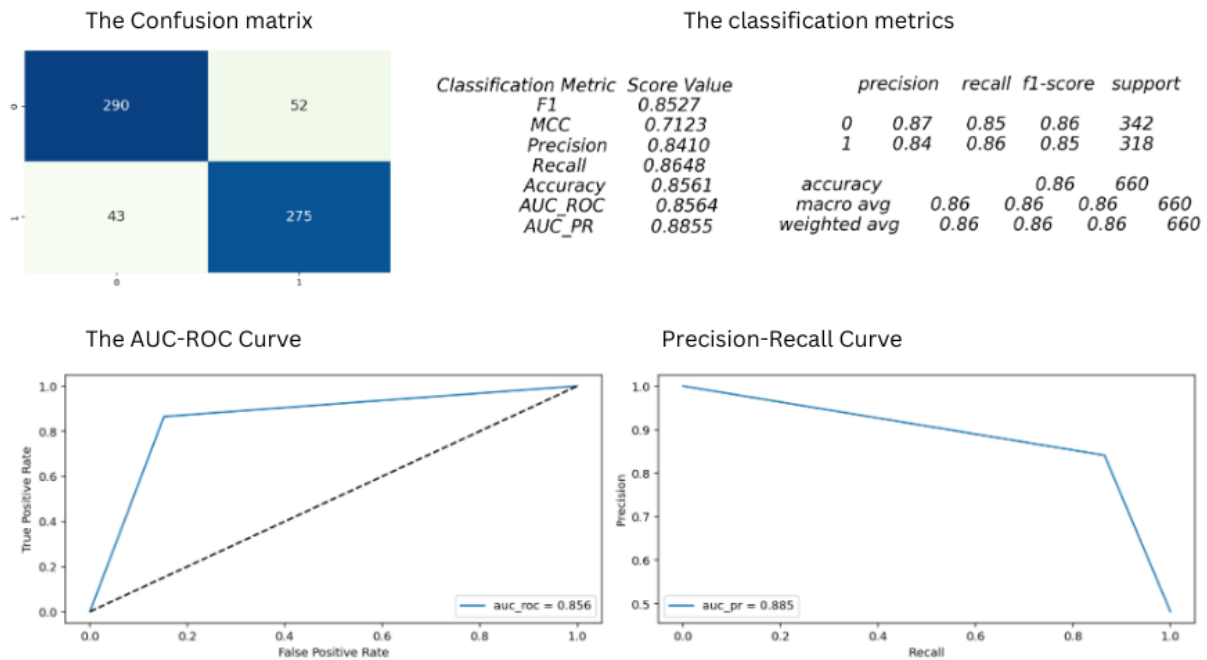 The Confusion matrix
The classification metrics
0
290
52
1
43
275
0
1
Classification Metric Score Value
F1 0.8527
MCC 0.7123
Precision 0.8410
Recall 0.8648
Accuracy 0.8561
AUC_ROC 0.8564
AUC_PR 0.8855
precision recall f1-score support
0 0.87 0.85 0.86 342
1 0.84 0.86 0.85 318
accuracy 0.86 660
macro avg 0.86 0.86 0.86 660
weighted avg 0.86 0.86 0.86 660
The AUC-ROC Curve
True Positive Rate
1.0
0.8
0.6
0.4
0.2
0.0
auc_roc = 0.856
0.0 0.2 0.4 0.6 0.8 1.0
False Positive Rate
Precision-Recall Curve
Precision
1.0
0.9
0.8
0.7
0.6
0.5
auc_pr = 0.885
0.0 0.2 0.4 0.6 0.8 1.0
Recall